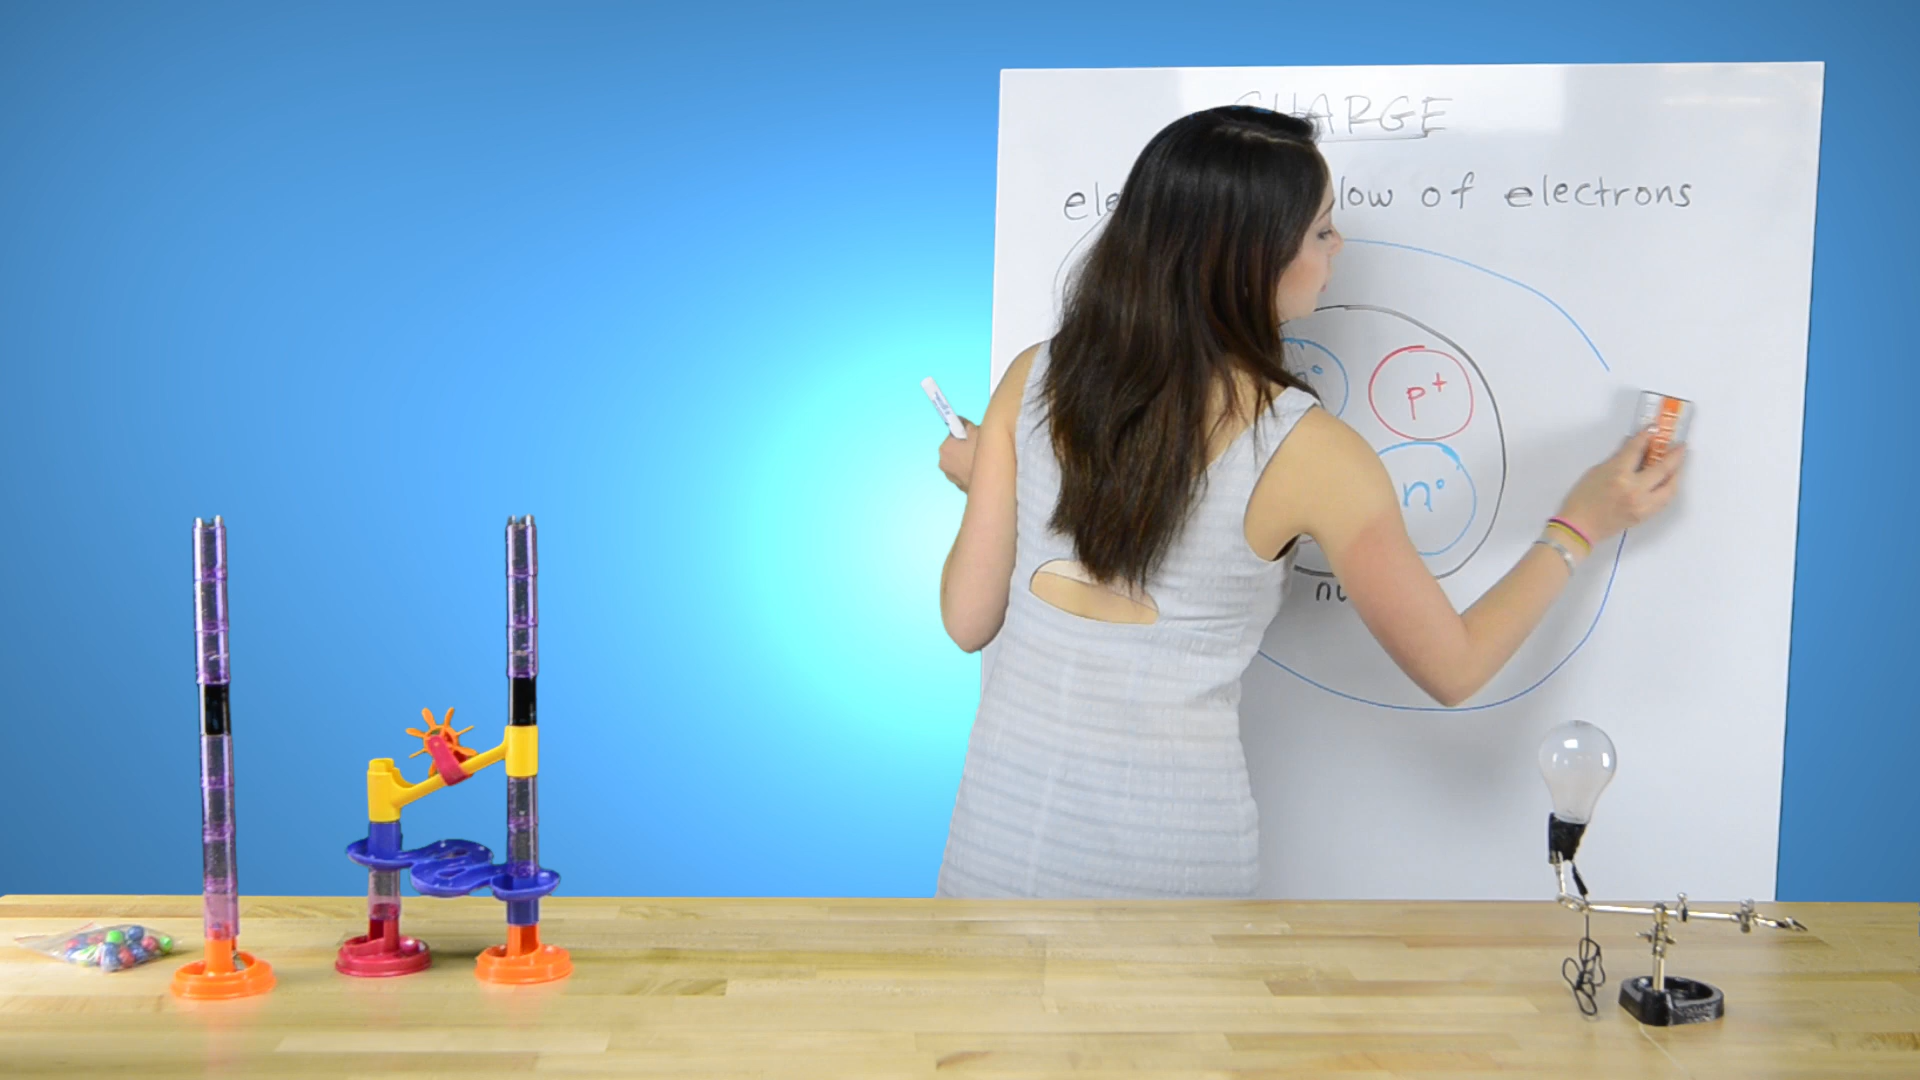 CHARGE
ele low of electrons
n° p+
n°
nu